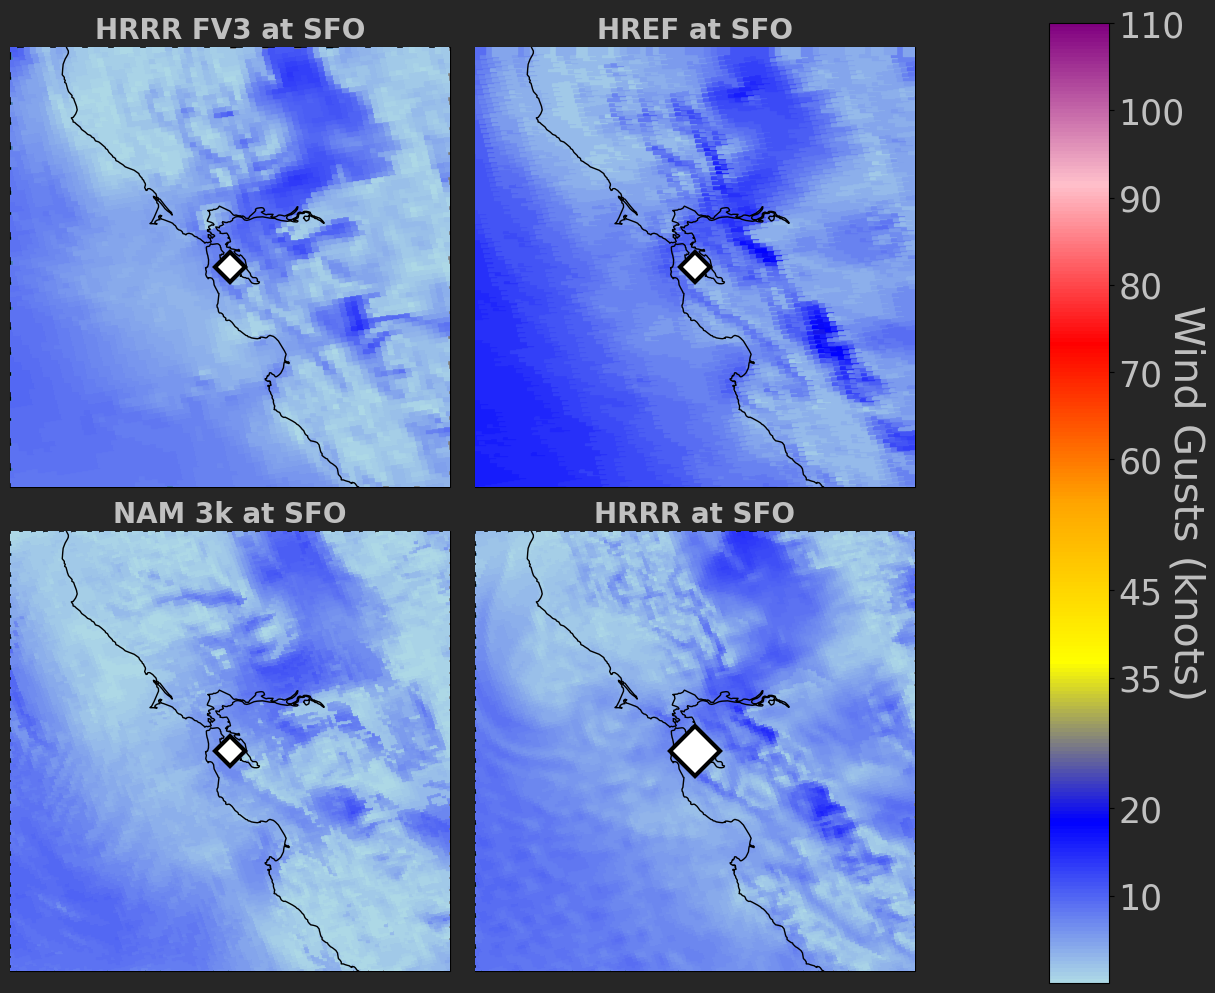 HRRR FV3 at SFO
HREF at SFO
NAM 3k at SFO
HRRR at SFO
110
100
90
80
70
60
45
35
20
10
Wind Gusts (knots)